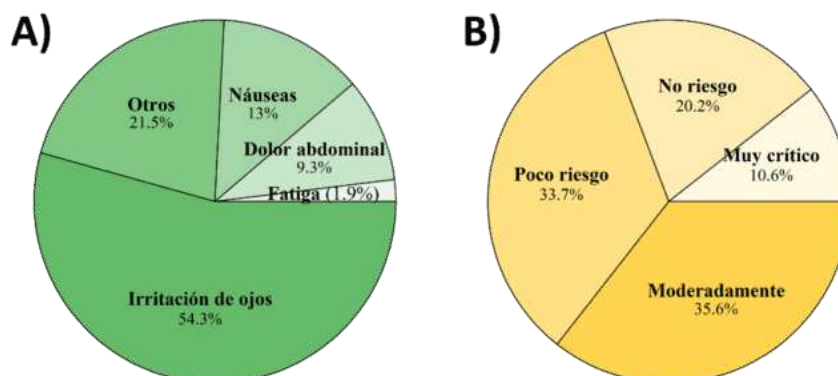 A)
Otros
21.5%
Náuseas
13%
Dolor abdominal
9.3%
Fatiga (1.9%)
Irritación de ojos
54.3%
B)
No riesgo
20.2%
Muy crítico
10.6%
Poco riesgo
33.7%
Moderadamente
35.6%